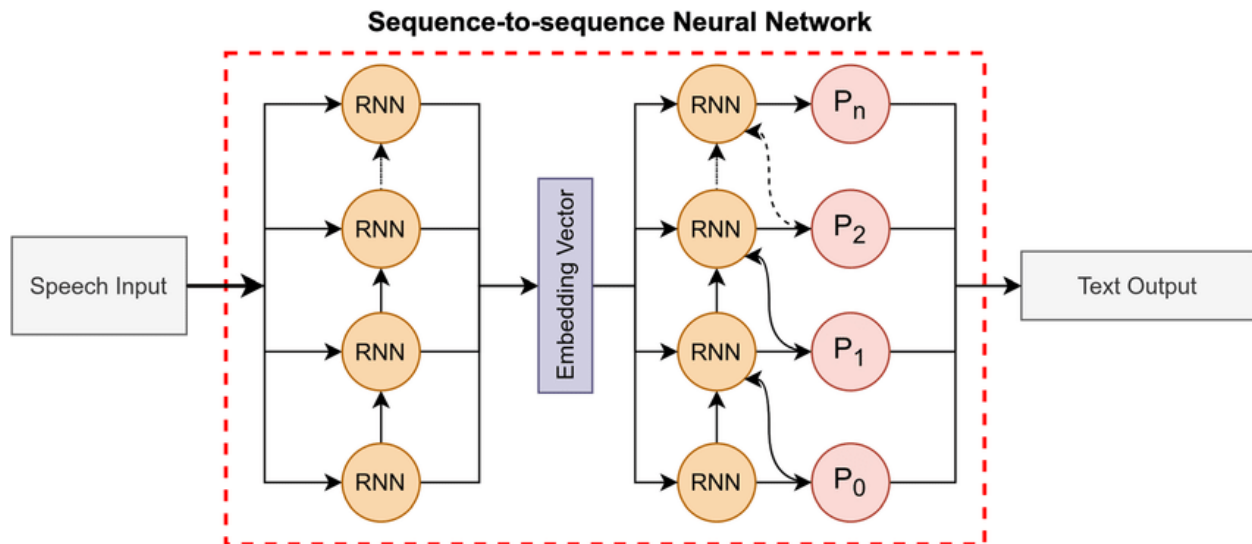 Sequence-to-sequence Neural Network
Speech Input
RNN
RNN
RNN
RNN
Embedding Vector
RNN
RNN
RNN
RNN
Pn
P2
P1
P0
Text Output